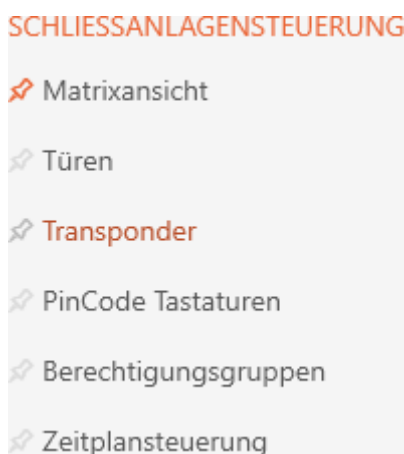 SCHLIESSANLAGENSTEUERUNG
Matrixansicht
Türen
Transponder
PinCode Tastaturen
Berechtigungsgruppen
Zeitplansteuerung